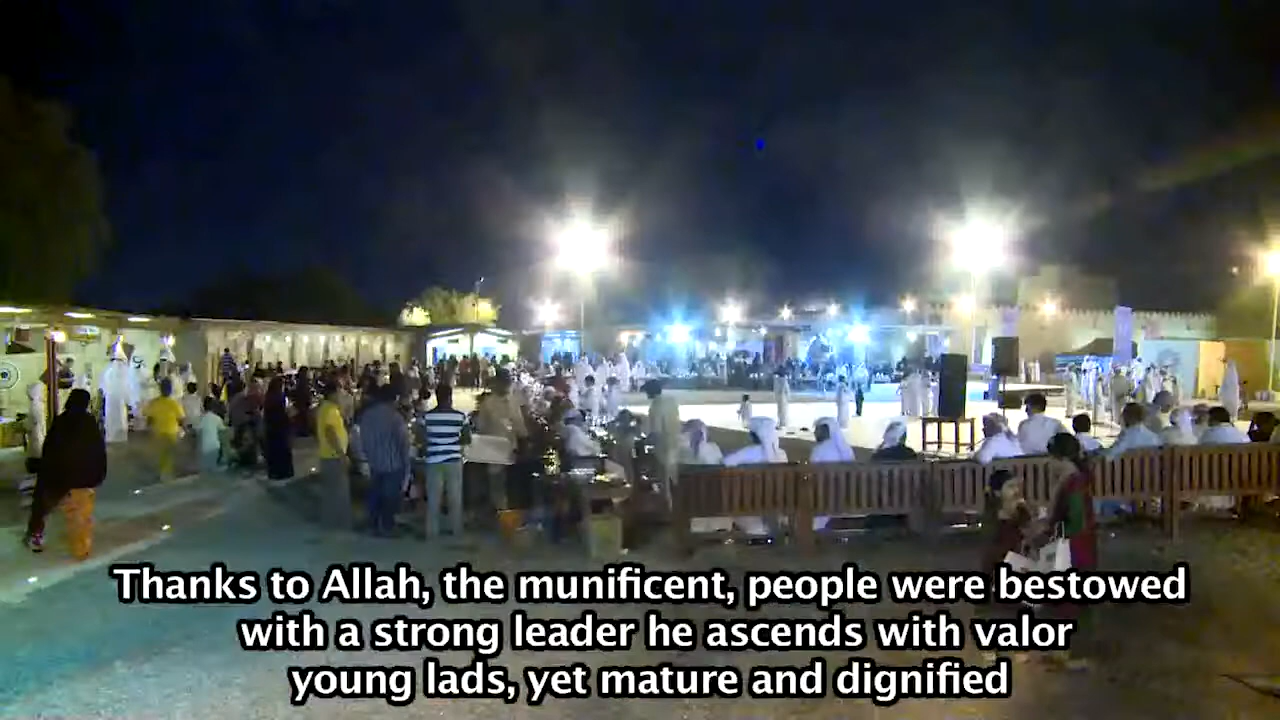 Thanks to Allah, the munificent, people were bestowed
with a strong leader he ascends with valor
young lads, yet mature and dignified